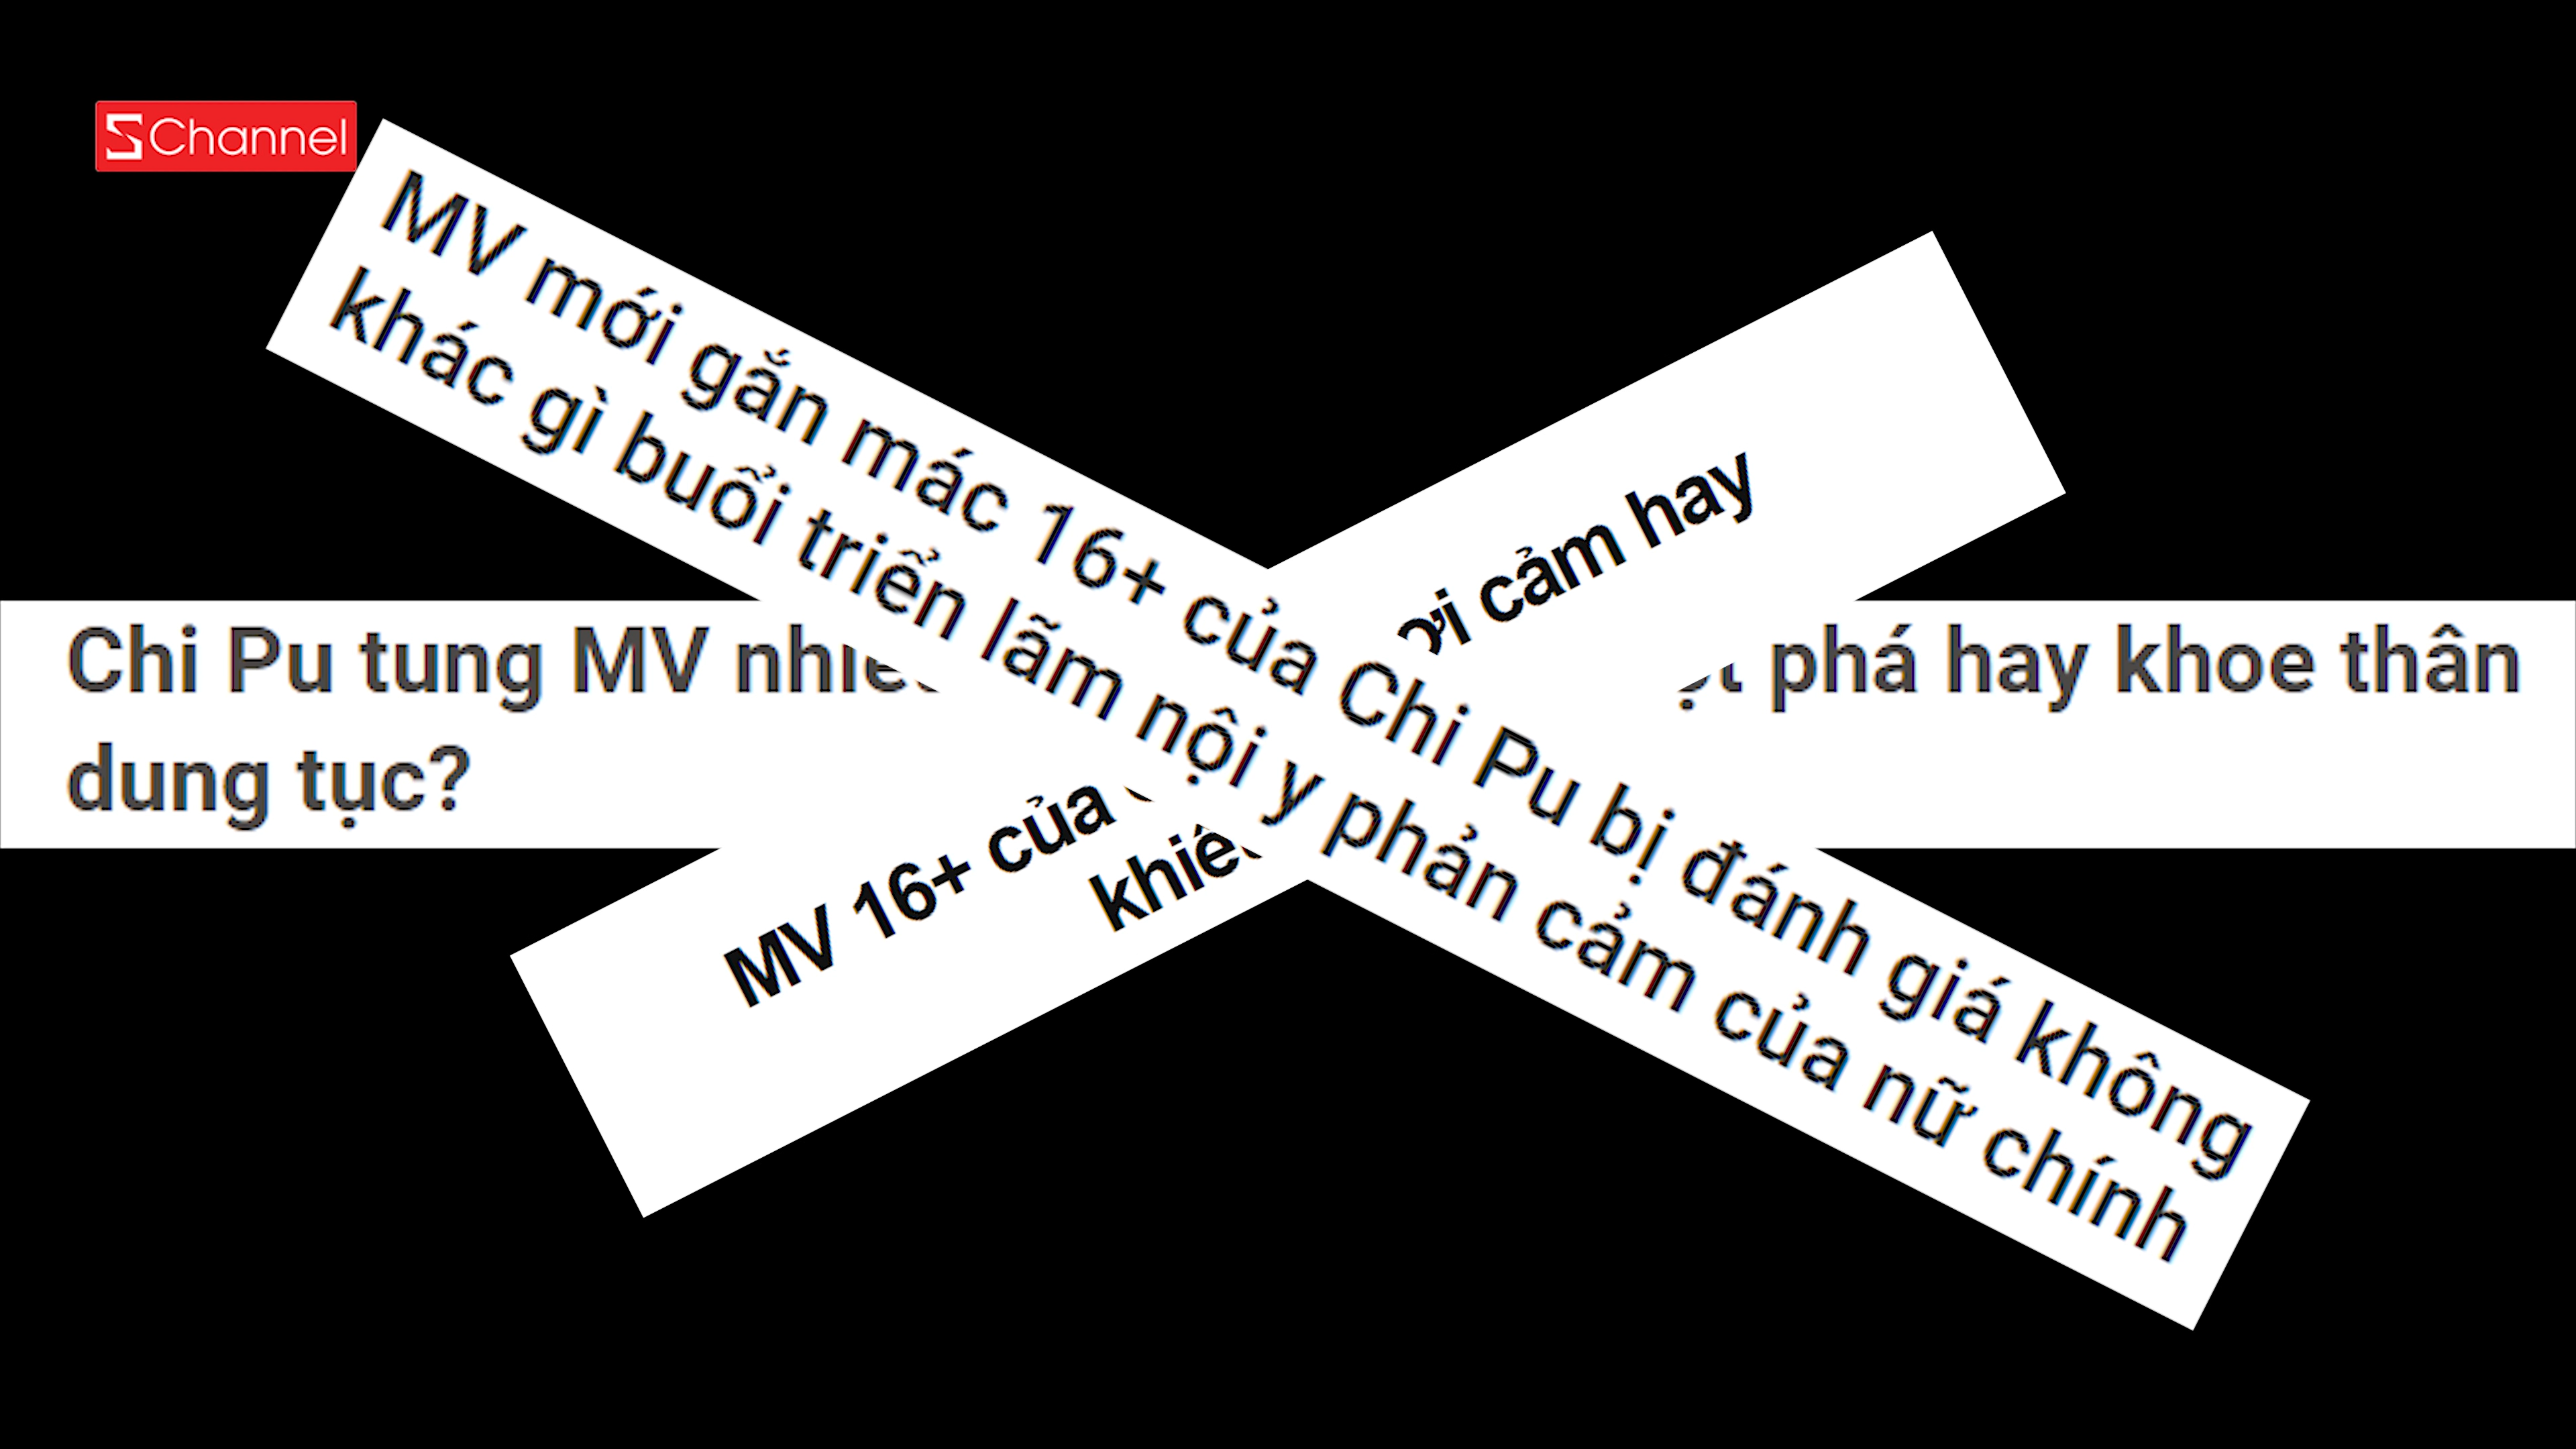 SChannel
MV mới gắn mác 16+ của Chi Pu bị đánh giá không
khác gì buổi triển lãm nội y phản cảm của nữ chính
Chi Pu tung MV phá hay khoe thân
dung tục?
MV 16+ của cảm hay